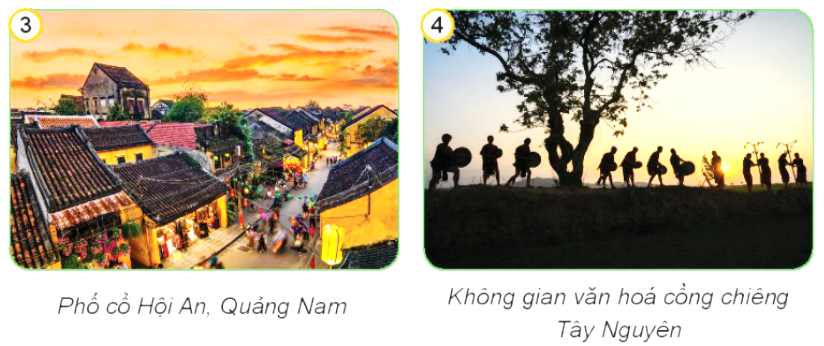 3
4
Phố cổ Hội An, Quảng Nam
Không gian văn hoá cồng chiêng
Tây Nguyên